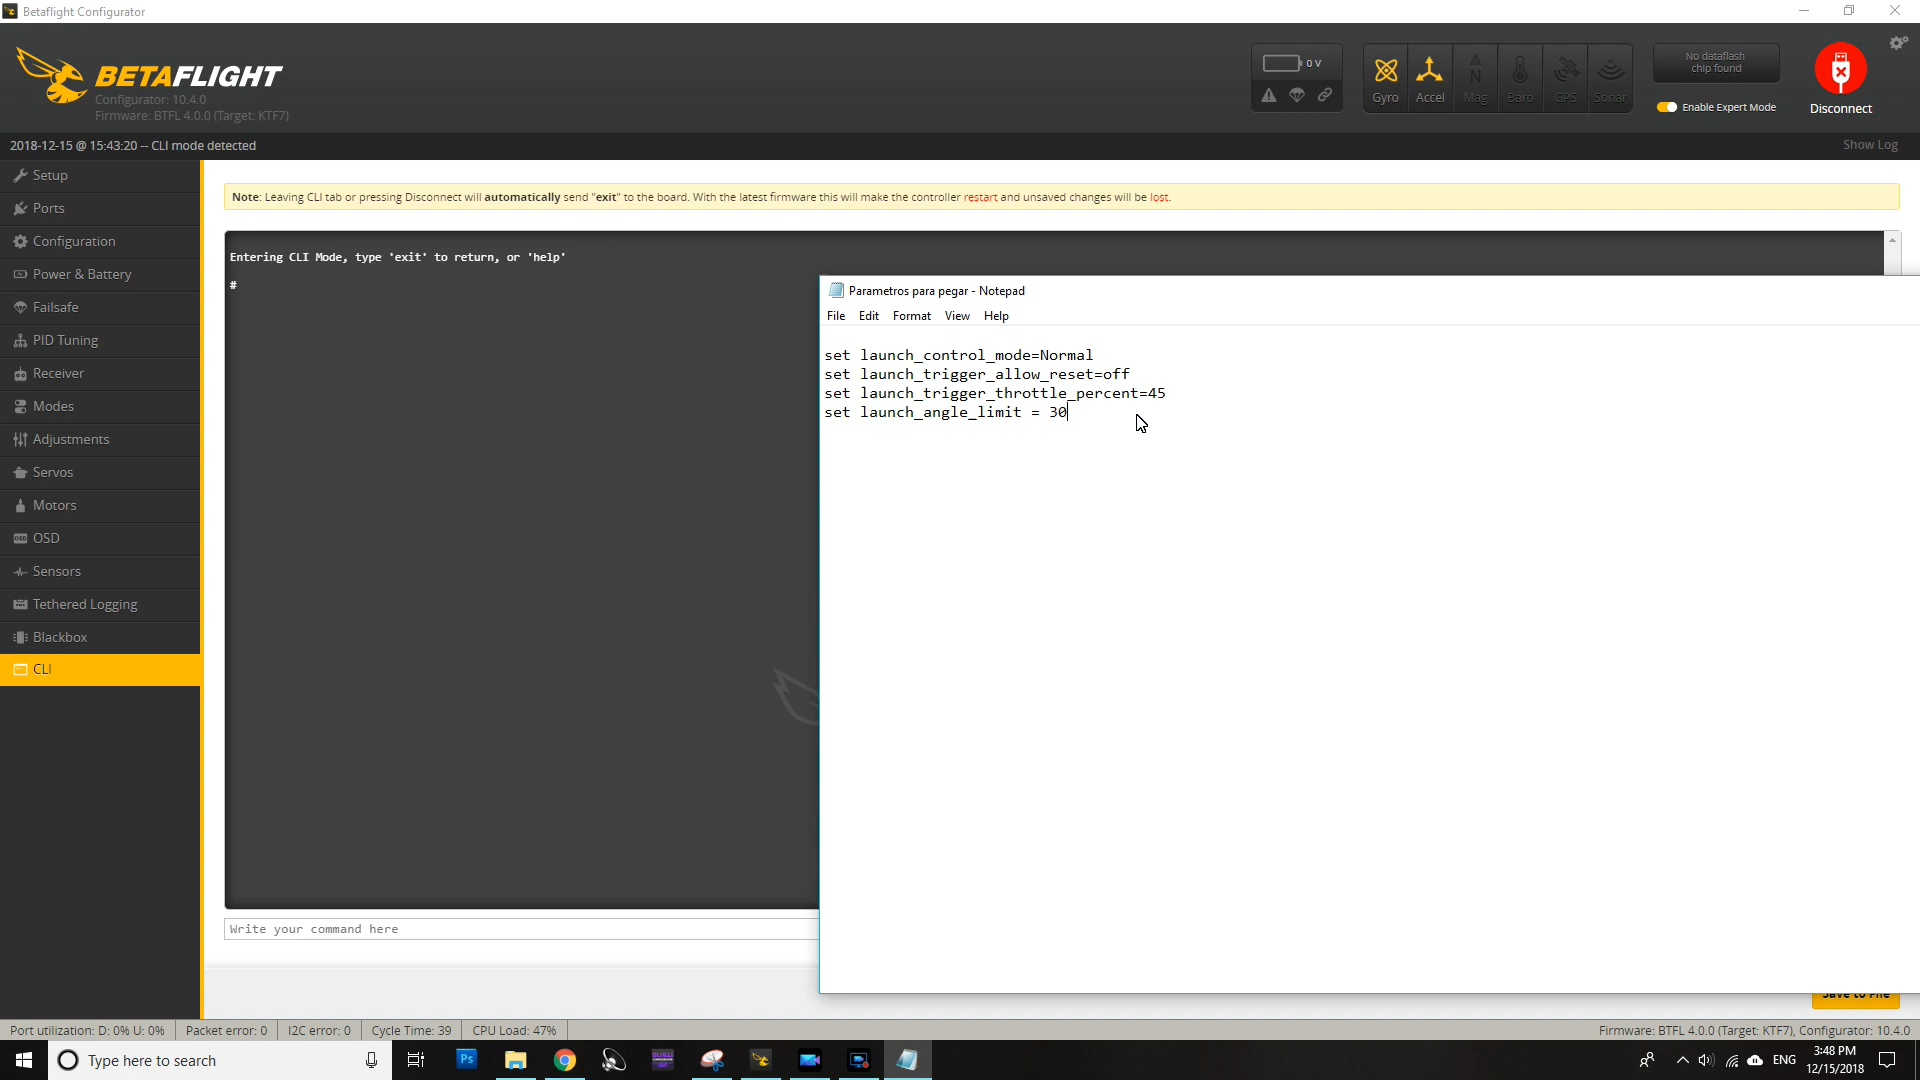 Betaflight Configurator
BETAFLIGHT
Configurator: 10.4.0
Firmware: BTFL 4.0.0 (Target: KTF7)
0 V
Gyro
Accel
Mag
Baro
GPS
Sonar
No dataflash
chip found
Enable Expert Mode
Disconnect
2018-12-15 @ 15:43:20 -- CLI mode detected
Show Log
Setup
Ports
Configuration
Power & Battery
Failsafe
PID Tuning
Receiver
Modes
Adjustments
Servos
Motors
OSD
Sensors
Tethered Logging
Blackbox
CLI
Note: Leaving CLI tab or pressing Disconnect will automatically send "exit" to the board. With the latest firmware this will make the controller restart and unsaved changes will be lost.
Entering CLI Mode, type 'exit' to return, or 'help'
#
Write your command here
Parametros para pegar - Notepad
File Edit Format View Help
set launch_control_mode=Normal
set launch_trigger_allow_reset=off
set launch_trigger_throttle_percent=45
set launch_angle_limit = 30
Save to File
Port utilization: D: 0% U: 0%
Packet error: 0
I2C error: 0
Cycle Time: 39
CPU Load: 47%
Firmware: BTFL 4.0.0 (Target: KTF7), Configurator: 10.4.0
Type here to search
Ps
ENG
3:48 PM
12/15/2018